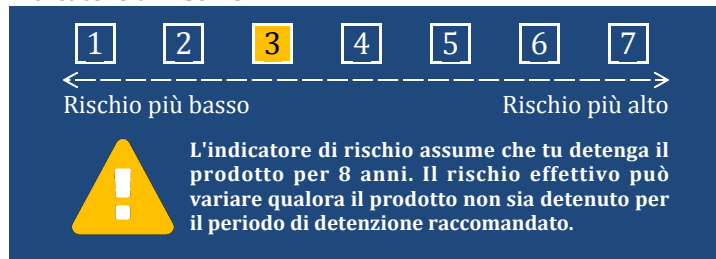 1 2 3 4 5 6 7
Rischio più basso Rischio più alto
L'indicatore di rischio assume che tu detenga il
prodotto per 8 anni. Il rischio effettivo può
variare qualora il prodotto non sia detenuto per
il periodo di detenzione raccomandato.